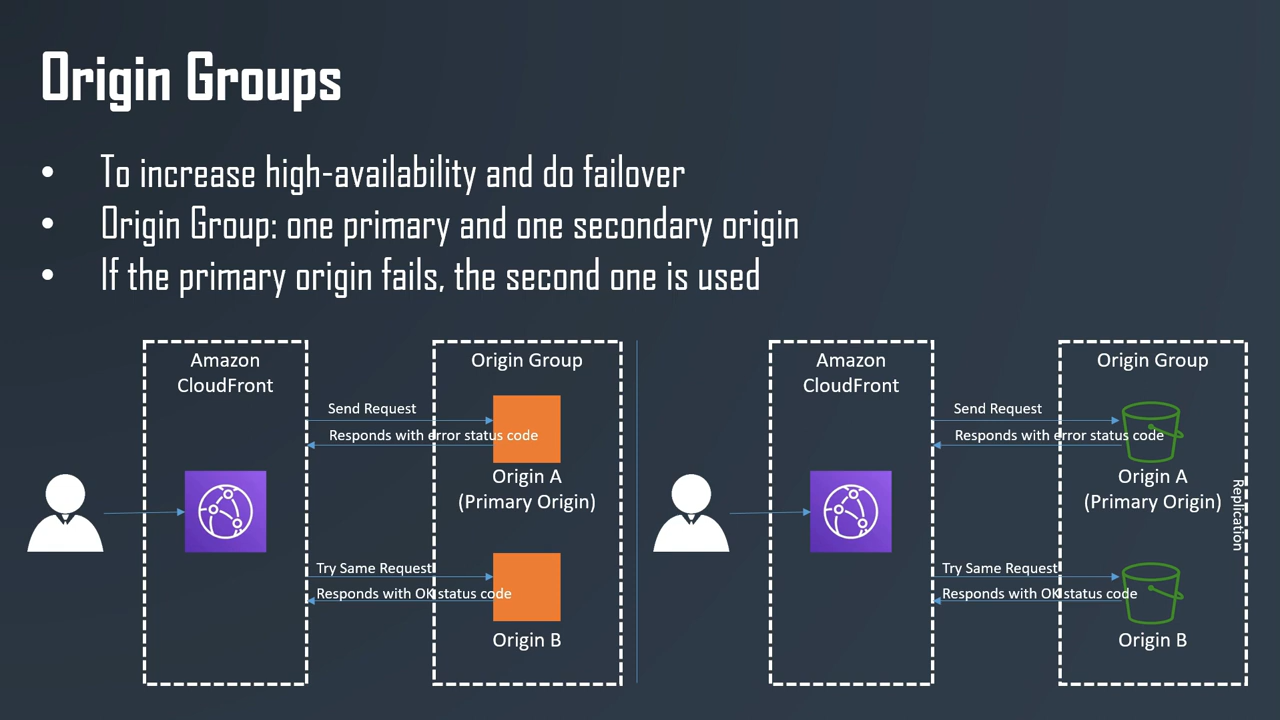 Origin Groups
• To increase high-availability and do failover
• Origin Group: one primary and one secondary origin
• If the primary origin fails, the second one is used
Amazon
CloudFront
Origin Group
Send Request
Responds with error status code
Origin A
(Primary Origin)
Try Same Request
Responds with OK status code
Origin B
Amazon
CloudFront
Origin Group
Send Request
Responds with error status code
Origin A
(Primary Origin)
Replication
Try Same Request
Responds with OK status code
Origin B